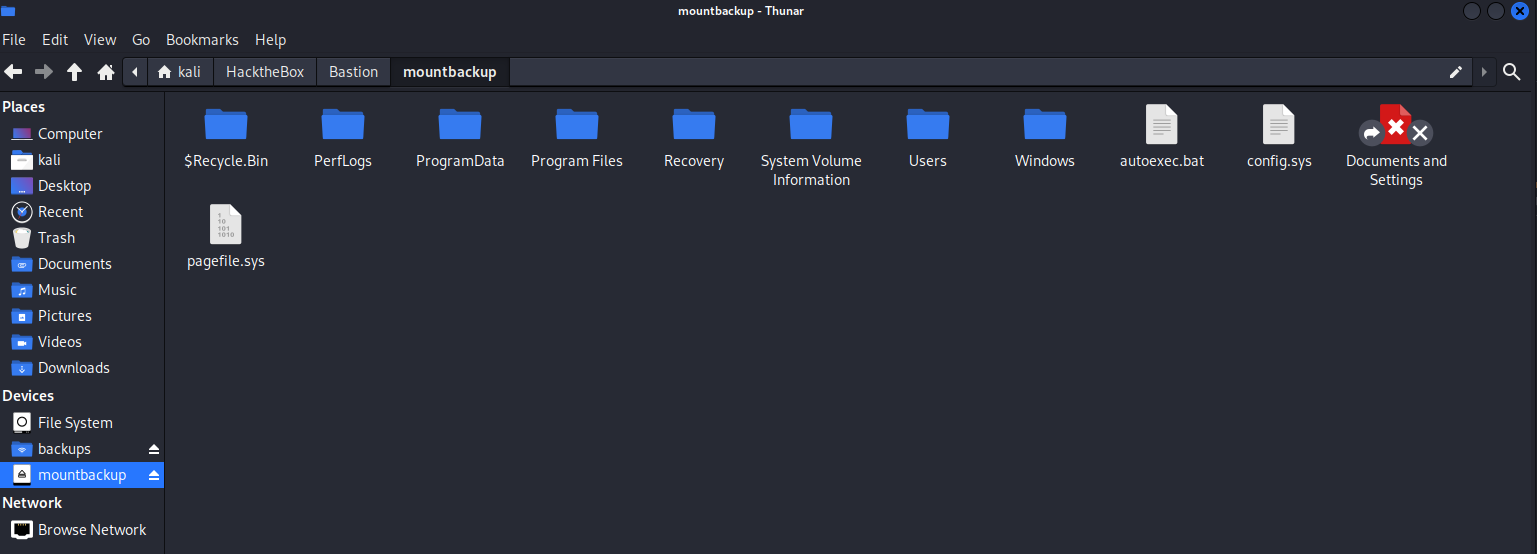 mountbackup - Thunar
File Edit View Go Bookmarks Help
kali HacktheBox Bastion mountbackup
Places
Computer
kali
Desktop
Recent
Trash
Documents
Music
Pictures
Videos
Downloads
Devices
File System
backups
mountbackup
Network
Browse Network
$Recycle.Bin PerfLogs ProgramData Program Files Recovery System Volume Users Windows autoexec.bat config.sys Documents and
Information Settings
1
10
101
1010
pagefile.sys